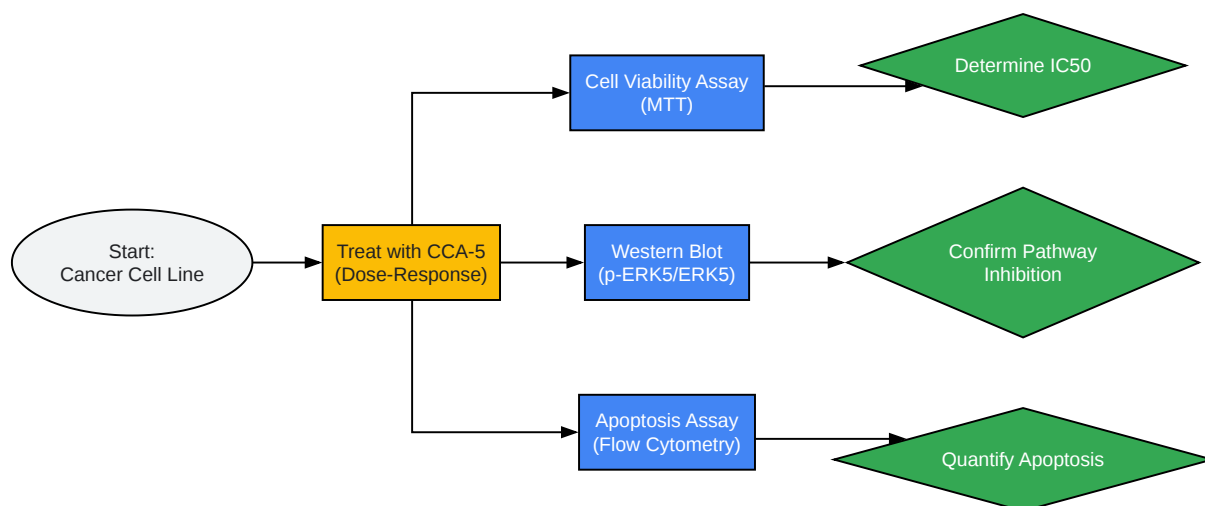 Start:
Cancer Cell Line
Treat with CCA-5
(Dose-Response)
Cell Viability Assay
(MTT)
Determine IC50
Western Blot
(p-ERK5/ERK5)
Confirm Pathway
Inhibition
Apoptosis Assay
(Flow Cytometry)
Quantify Apoptosis